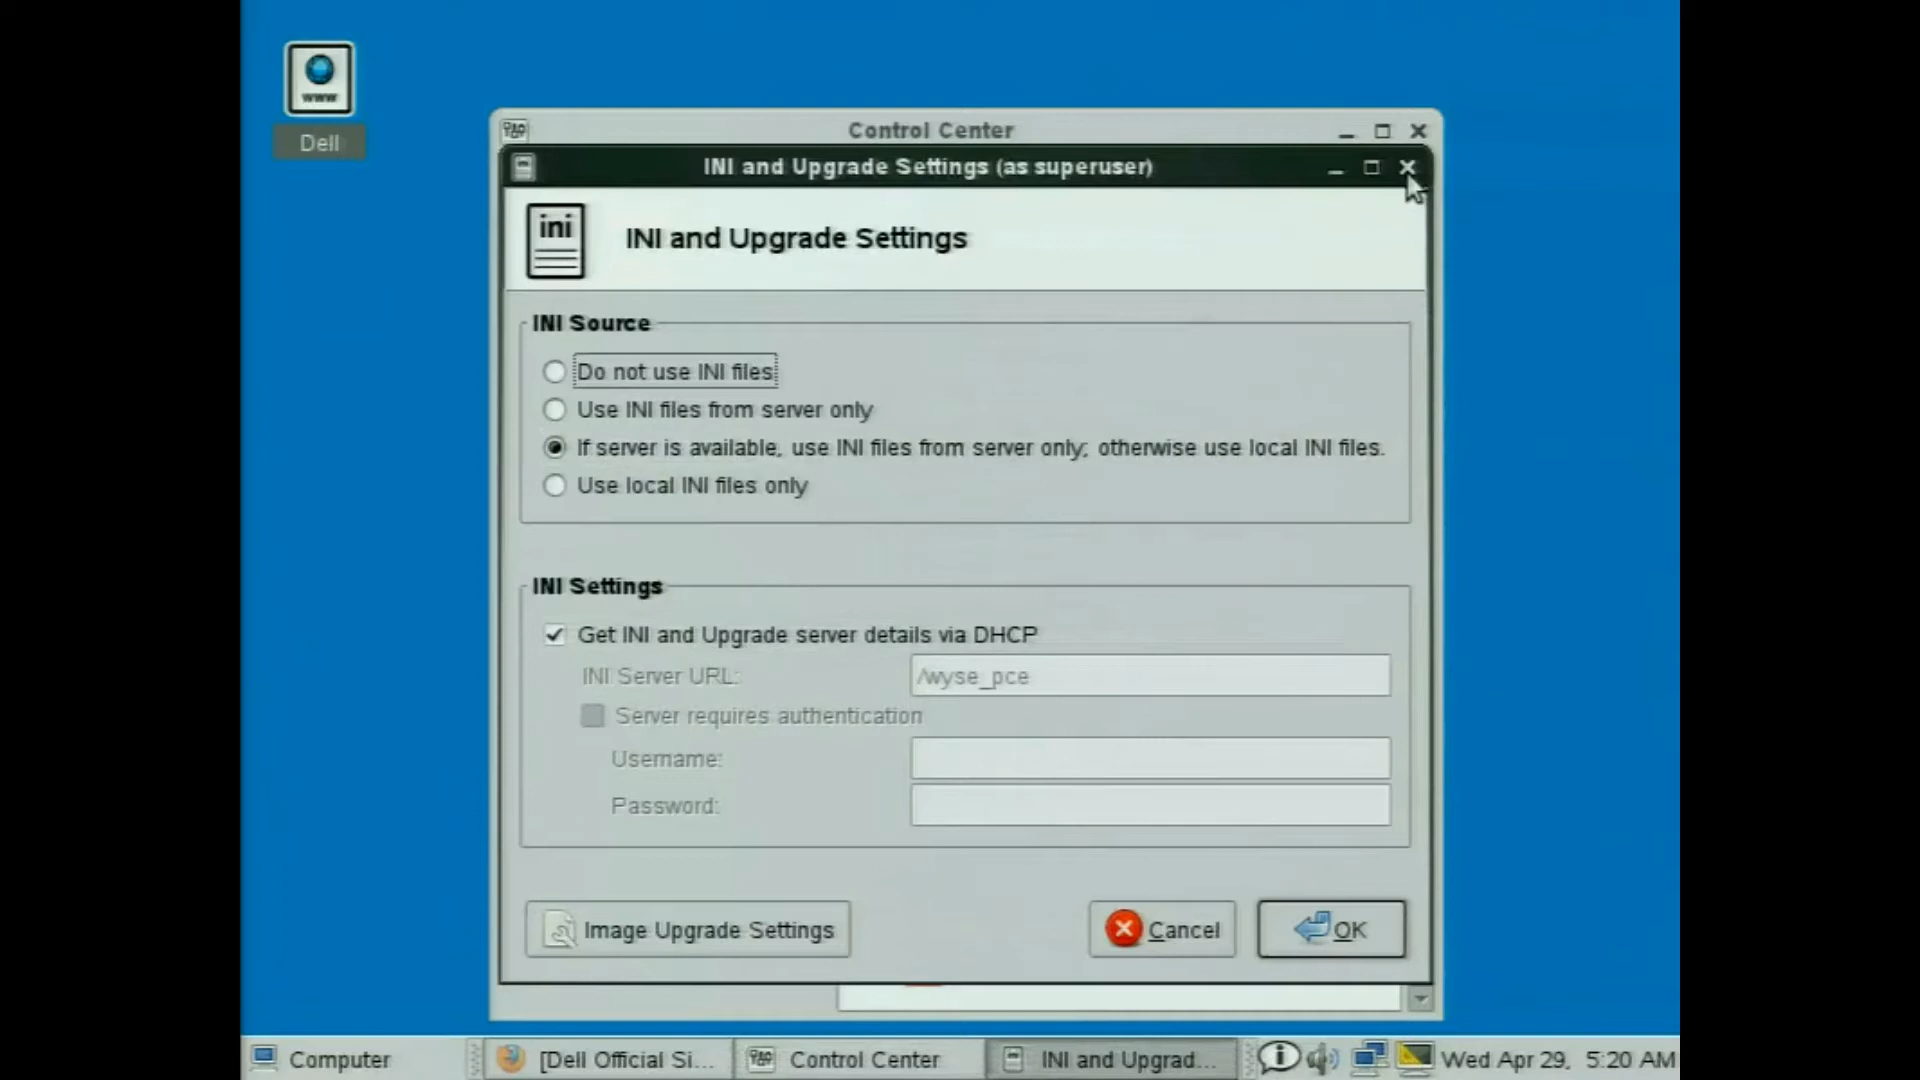 www
Dell
Control Center
INI and Upgrade Settings (as superuser)
ini
INI and Upgrade Settings
INI Source
Do not use INI files
Use INI files from server only
If server is available, use INI files from server only; otherwise use local INI files.
Use local INI files only
INI Settings
Get INI and Upgrade server details via DHCP
INI Server URL: /wyse_pce
Server requires authentication
Username:
Password:
Image Upgrade Settings
Cancel
OK
Computer
[Dell Official Si...
Control Center
INI and Upgrad...
Wed Apr 29, 5:20 AM